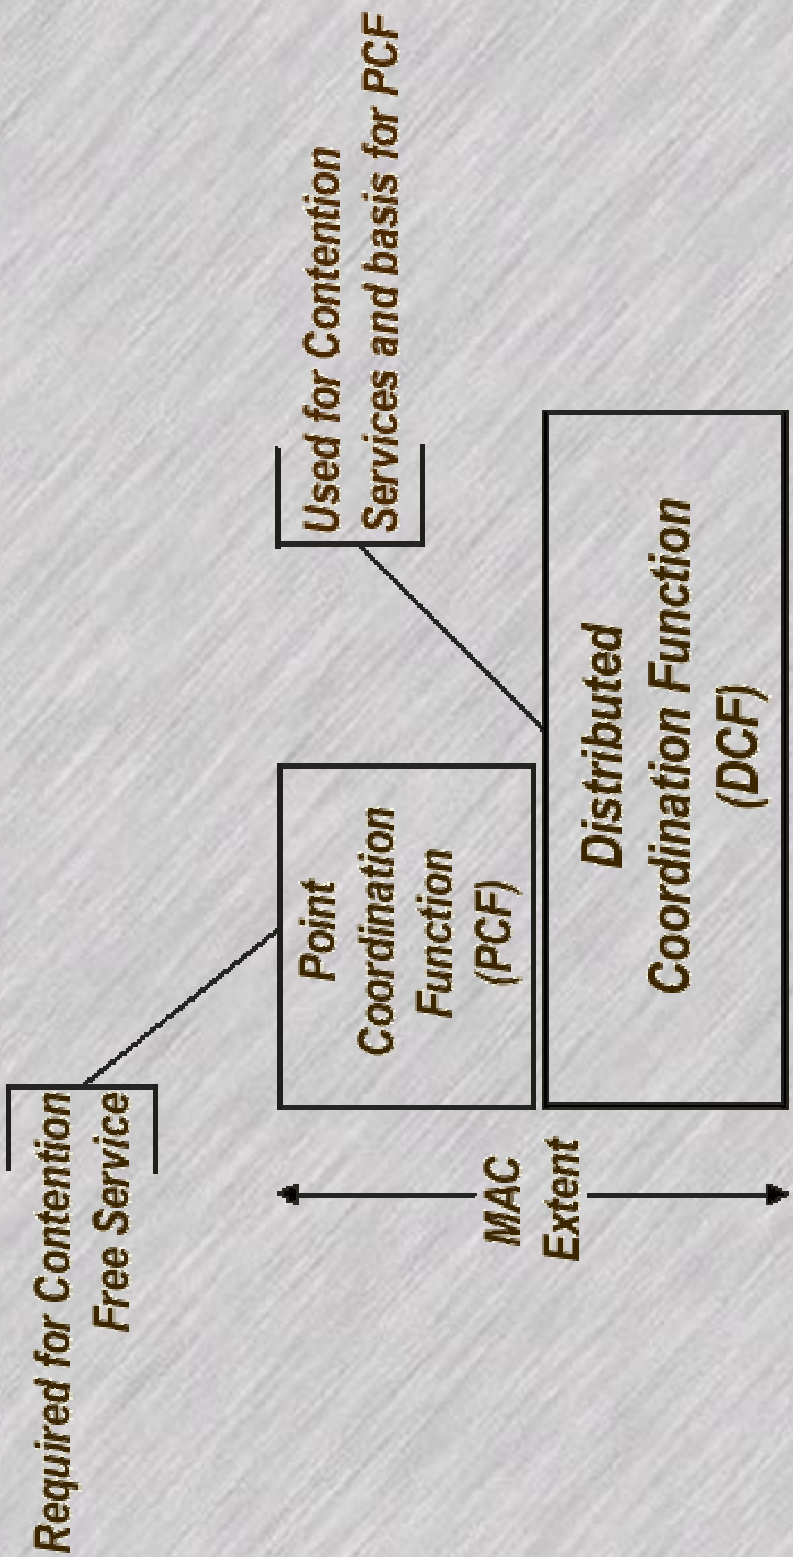 Required for Contention
Free Service
Used for Contention
Services and basis for PCF
Point
Coordination
Function
(PCF)
MAC
Extent
Distributed
Coordination Function
(DCF)